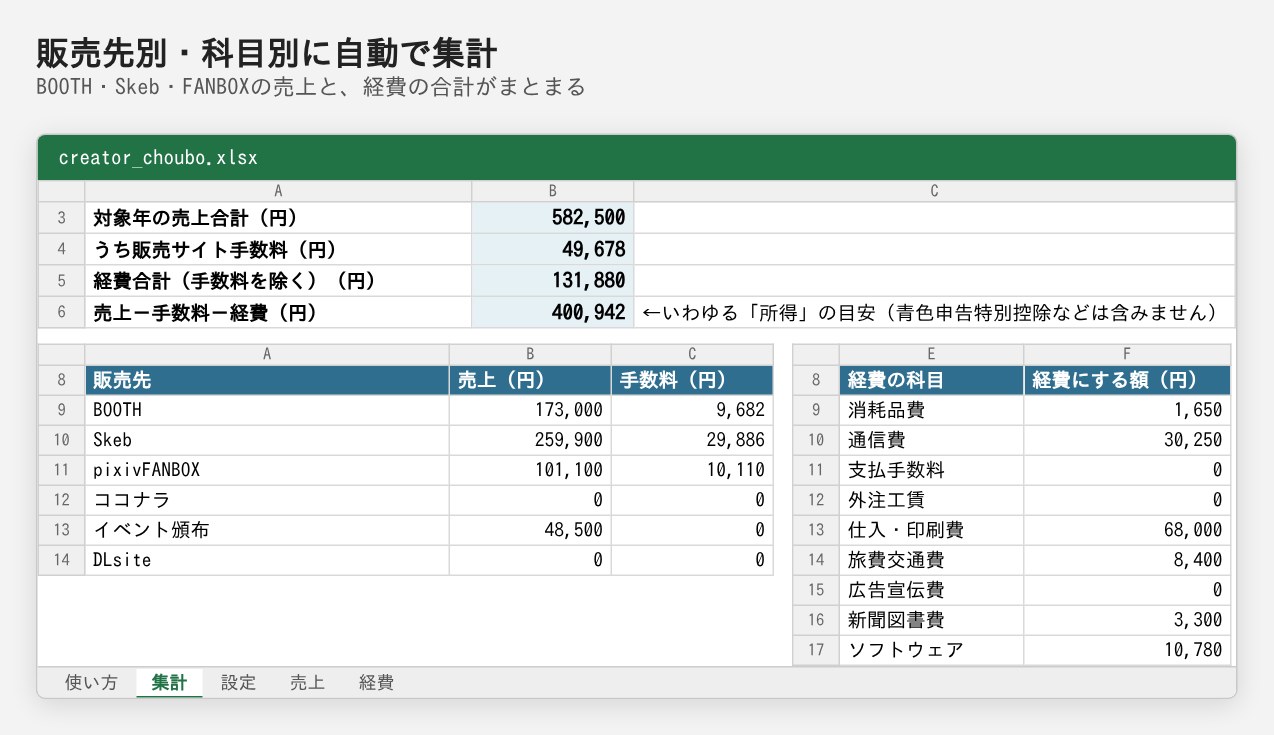 販売先別・科目別に自動で集計
BOOTH・Skeb・FANBOXの売上と、経費の合計がまとまる
creator_choubo.xlsx
A B C
3 対象年の売上合計（円） 582,500
4 うち販売サイト手数料（円） 49,678
5 経費合計（手数料を除く）（円） 131,880
6 売上－手数料－経費（円） 400,942 ←いわゆる「所得」の目安（青色申告特別控除などは含みません）
A B C
8 販売先 売上（円） 手数料（円）
9 BOOTH 173,000 9,682
10 Skeb 259,900 29,886
11 pixivFANBOX 101,100 10,110
12 ココナラ 0 0
13 イベント頒布 48,500 0
14 DLsite 0 0
E F
8 経費の科目 経費にする額（円）
9 消耗品費 1,650
10 通信費 30,250
11 支払手数料 0
12 外注工賃 0
13 仕入・印刷費 68,000
14 旅費交通費 8,400
15 広告宣伝費 0
16 新聞図書費 3,300
17 ソフトウェア 10,780
使い方 集計 設定 売上 経費